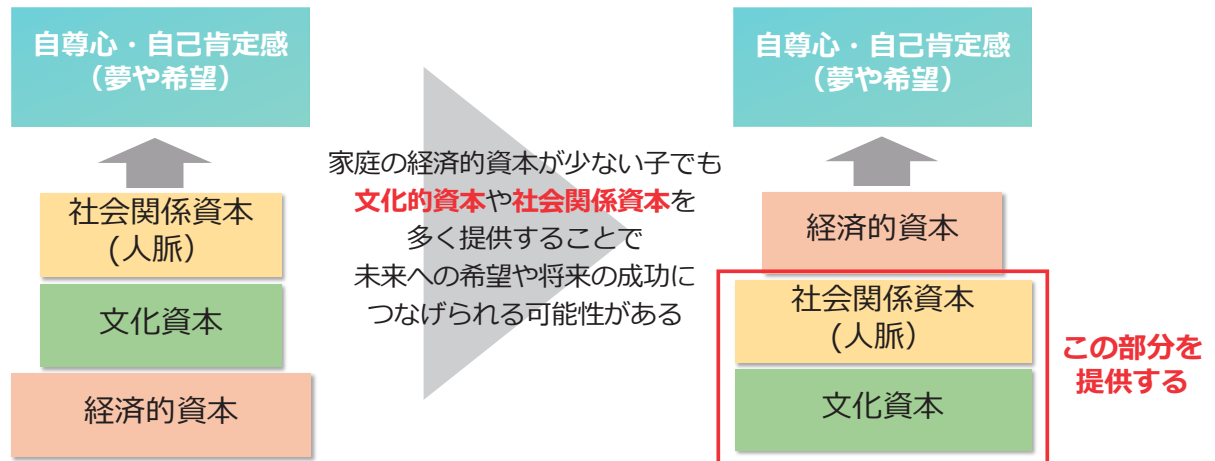 自尊心・自己肯定感
（夢や希望）
社会関係資本
(人脈）
文化資本
経済的資本
家庭の経済的資本が少ない子でも
文化的資本や社会関係資本を
多く提供することで
未来への希望や将来の成功に
つなげられる可能性がある
自尊心・自己肯定感
（夢や希望）
経済的資本
社会関係資本
(人脈）
文化資本
この部分を
提供する